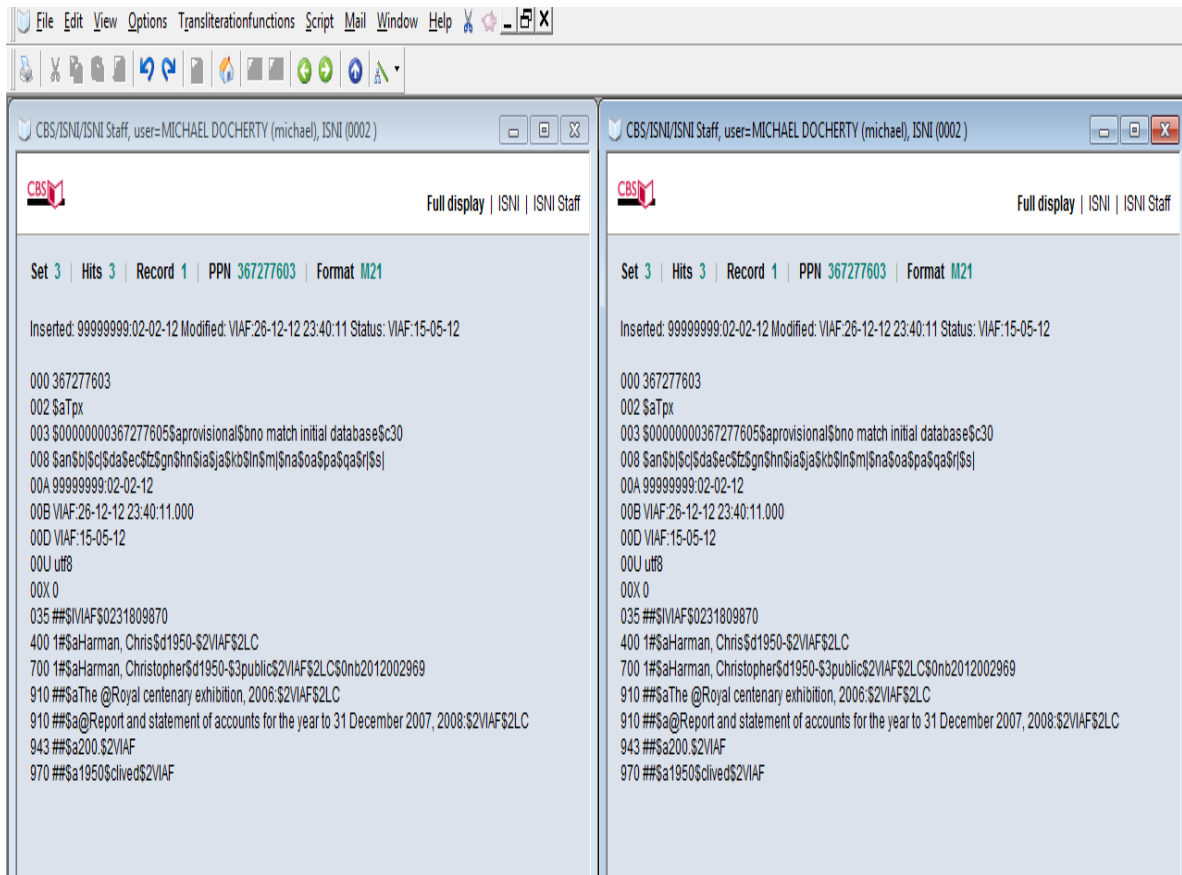 File Edit View Options Transliterationfunctions Script Mail Window Help
CBS/ISNI/ISNI Staff, user=MICHAEL DOCHERTY (michael), ISNI (0002 )
CBS
Full display | ISNI | ISNI Staff
Set 3 | Hits 3 | Record 1 | PPN 367277603 | Format M21
Inserted: 99999999:02-02-12 Modified: VIAF:26-12-12 23:40:11 Status: VIAF:15-05-12
000 367277603
002 $aTpx
003 $00000000367277605$aprovisional$bno match initial database$c30
008 $an$b|$c|$da$ec$fz$gn$hn$ia$ja$kb$ln$m|$na$oa$pa$qa$r|$s|
00A 99999999:02-02-12
00B VIAF:26-12-12 23:40:11.000
00D VIAF:15-05-12
00U utf8
00X 0
035 ##$IVIAF$0231809870
400 1#$aHarman, Chris$d1950-$2VIAF$2LC
700 1#$aHarman, Christopher$d1950-$3public$2VIAF$2LC$0nb2012002969
910 ##$aThe @Royal centenary exhibition, 2006:$2VIAF$2LC
910 ##$a@Report and statement of accounts for the year to 31 December 2007, 2008:$2VIAF$2LC
943 ##$a200.$2VIAF
970 ##$a1950$clived$2VIAF
CBS/ISNI/ISNI Staff, user=MICHAEL DOCHERTY (michael), ISNI (0002 )
CBS
Full display | ISNI | ISNI Staff
Set 3 | Hits 3 | Record 1 | PPN 367277603 | Format M21
Inserted: 99999999:02-02-12 Modified: VIAF:26-12-12 23:40:11 Status: VIAF:15-05-12
000 367277603
002 $aTpx
003 $00000000367277605$aprovisional$bno match initial database$c30
008 $an$b|$c|$da$ec$fz$gn$hn$ia$ja$kb$ln$m|$na$oa$pa$qa$r|$s|
00A 99999999:02-02-12
00B VIAF:26-12-12 23:40:11.000
00D VIAF:15-05-12
00U utf8
00X 0
035 ##$IVIAF$0231809870
400 1#$aHarman, Chris$d1950-$2VIAF$2LC
700 1#$aHarman, Christopher$d1950-$3public$2VIAF$2LC$0nb2012002969
910 ##$aThe @Royal centenary exhibition, 2006:$2VIAF$2LC
910 ##$a@Report and statement of accounts for the year to 31 December 2007, 2008:$2VIAF$2LC
943 ##$a200.$2VIAF
970 ##$a1950$clived$2VIAF